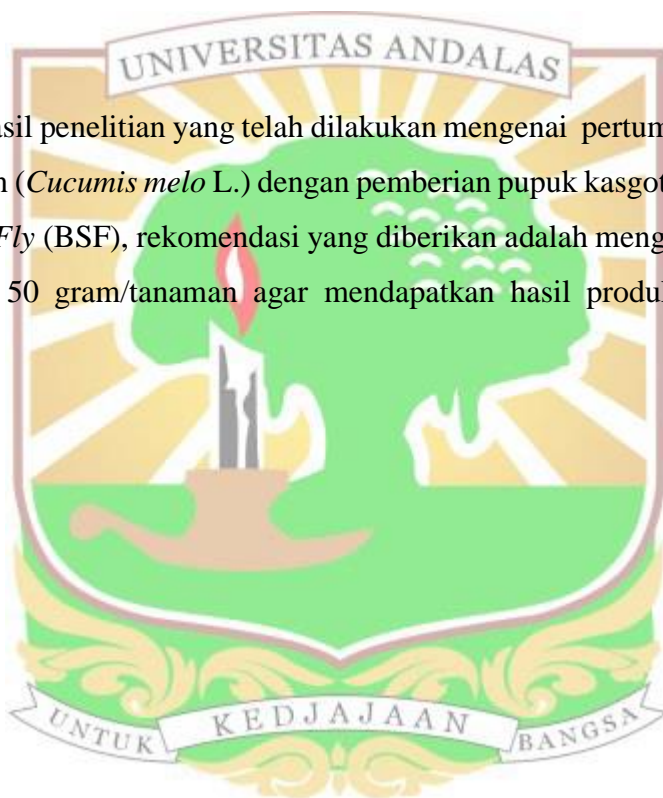 UNIVERSITAS ANDALAS
asil penelitian yang telah dilakukan mengenai pertum
n (Cucumis melo L.) dengan pemberian pupuk kasgot
Fly (BSF), rekomendasi yang diberikan adalah meng
50 gram/tanaman agar mendapatkan hasil produ
UNTUK KEDJAJAAN BANGSA